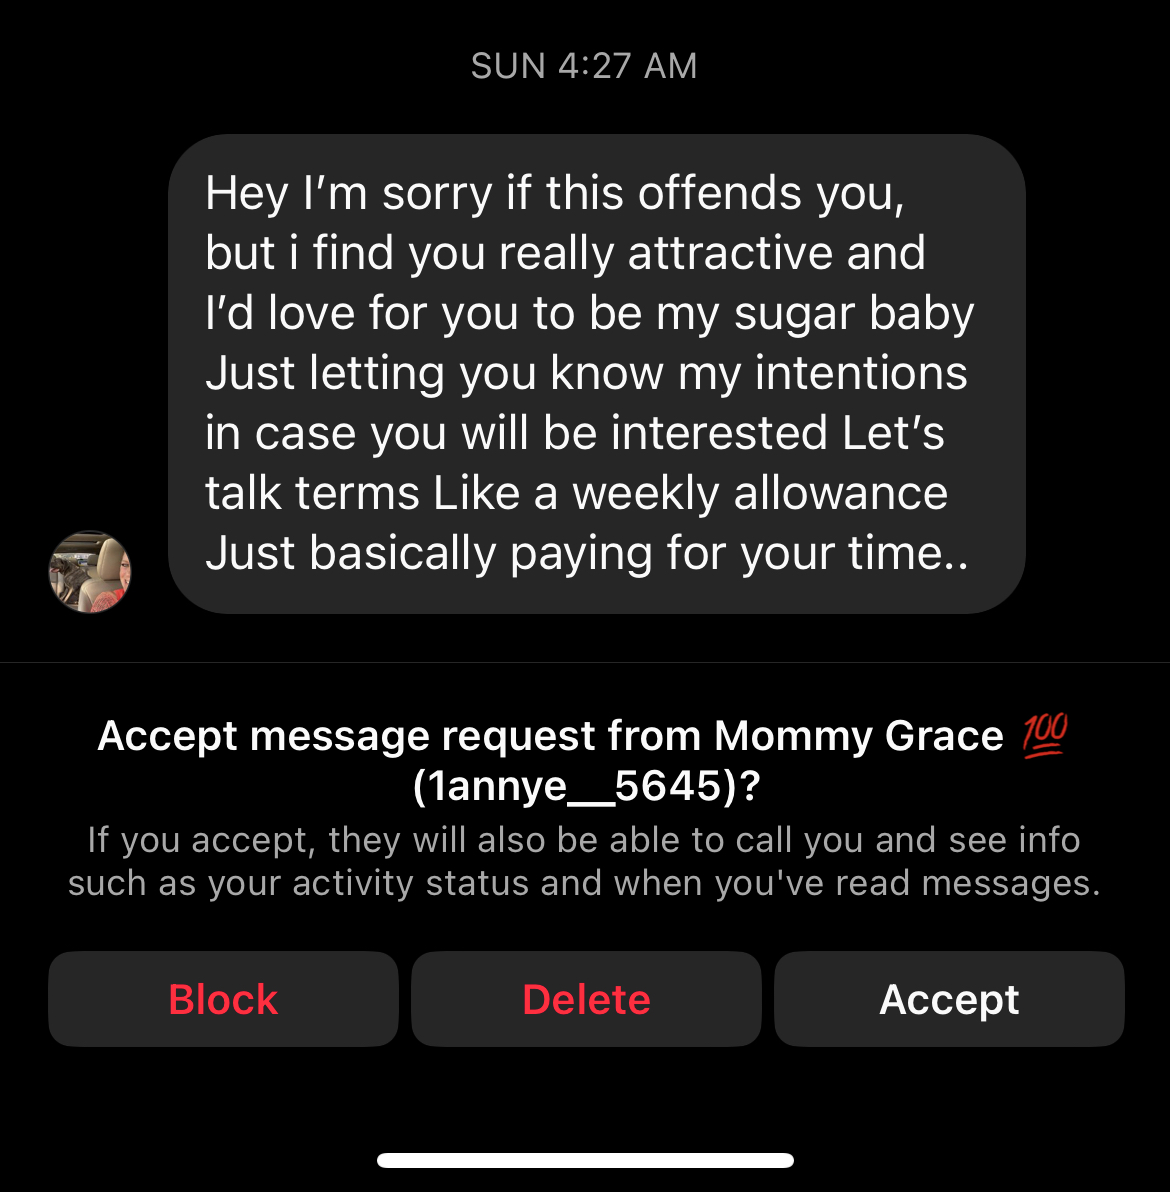 SUN 4:27 AM
Hey I’m sorry if this offends you,
but i find you really attractive and
I’d love for you to be my sugar baby
Just letting you know my intentions
in case you will be interested Let’s
talk terms Like a weekly allowance
Just basically paying for your time..
Accept message request from Mommy Grace 💯
(1annye__5645)?
If you accept, they will also be able to call you and see info
such as your activity status and when you've read messages.
Block Delete Accept